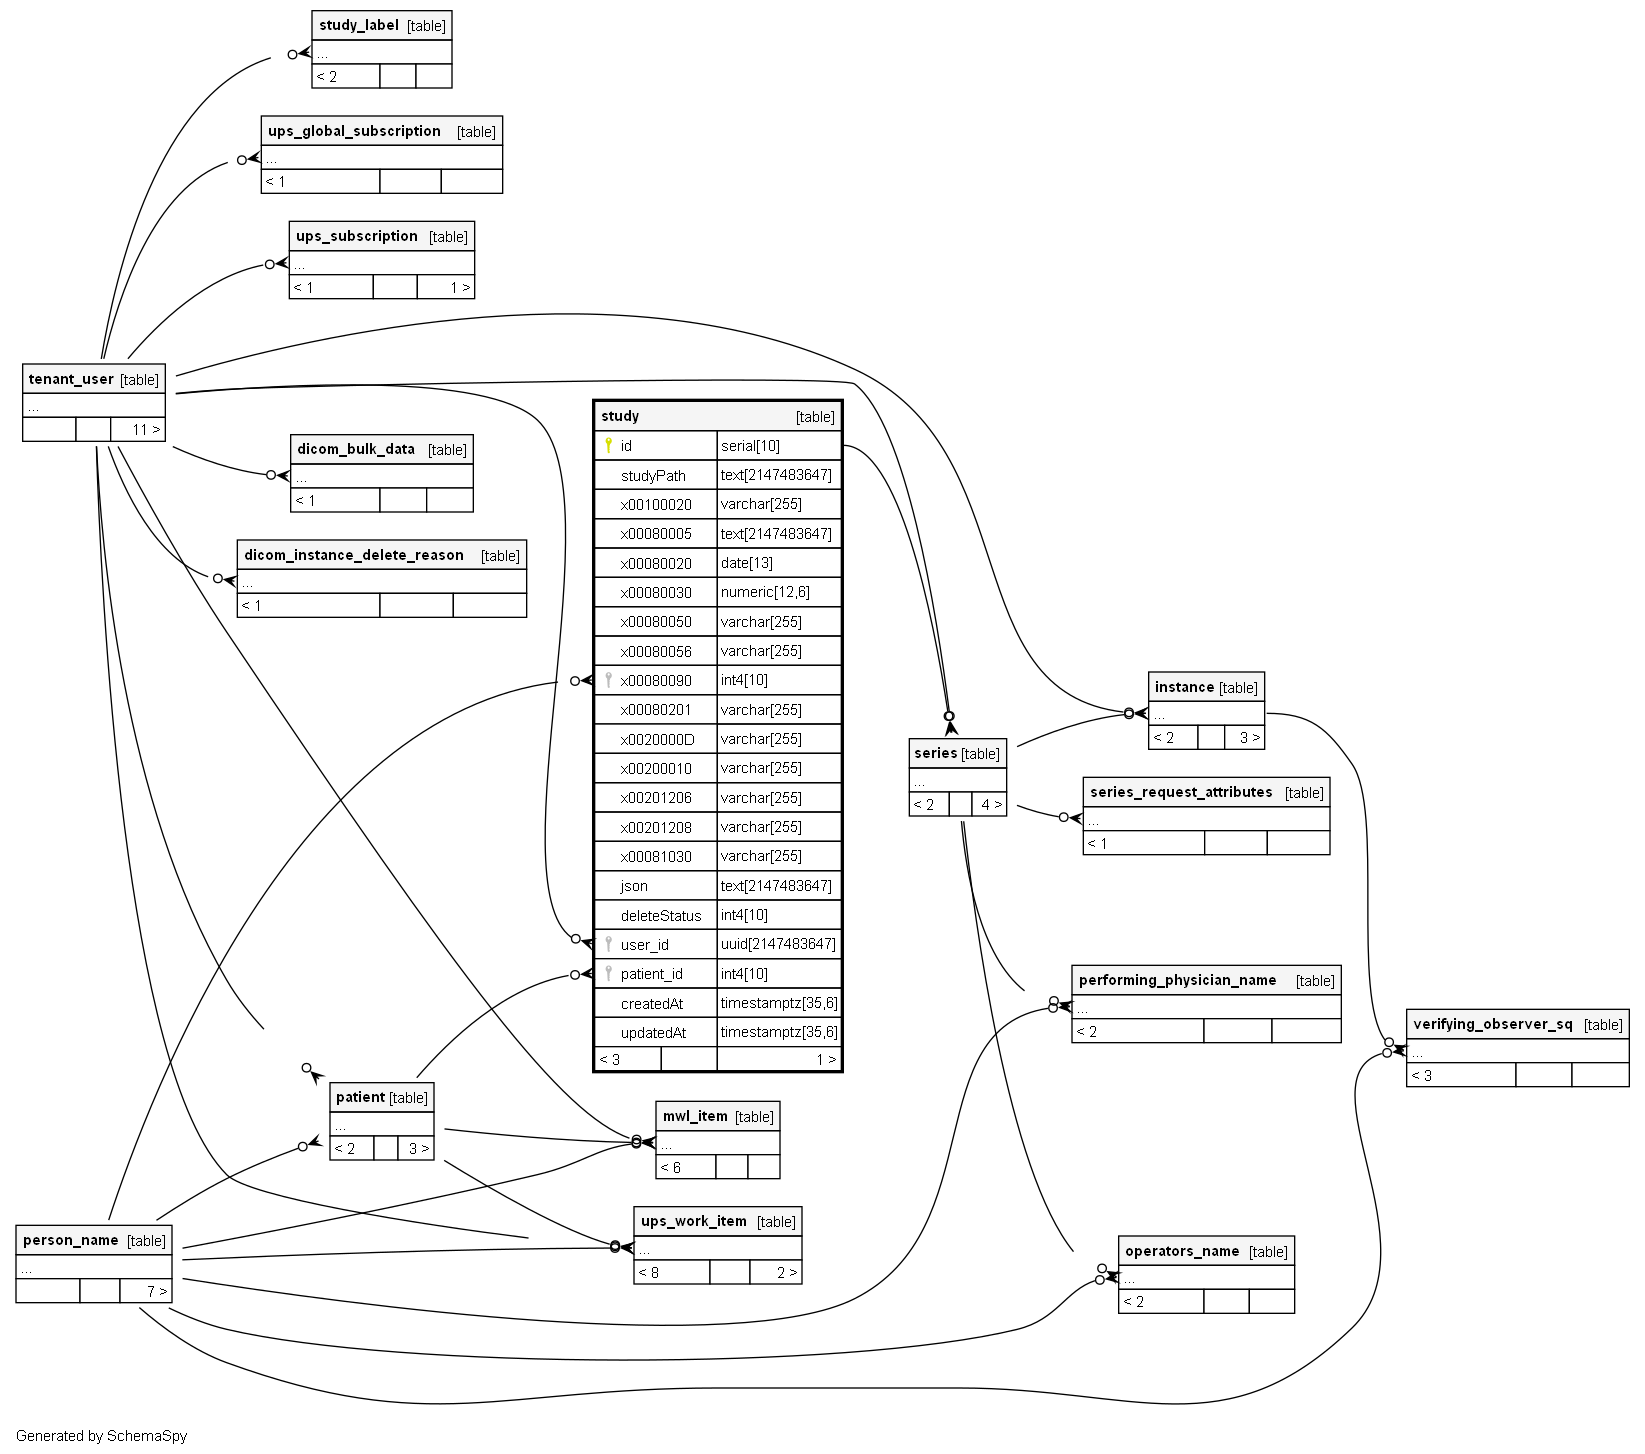 study_label [table]
...
< 2
ups_global_subscription [table]
...
< 1
ups_subscription [table]
...
< 1 1 >
tenant_user [table]
...
11 >
dicom_bulk_data [table]
...
< 1
dicom_instance_delete_reason [table]
...
< 1
study [table]
id serial[10]
studyPath text[2147483647]
x00100020 varchar[255]
x00080005 text[2147483647]
x00080020 date[13]
x00080030 numeric[12,6]
x00080050 varchar[255]
x00080056 varchar[255]
x00080090 int4[10]
x00080201 varchar[255]
x0020000D varchar[255]
x00200010 varchar[255]
x00201206 varchar[255]
x00201208 varchar[255]
x00081030 varchar[255]
json text[2147483647]
deleteStatus int4[10]
user_id uuid[2147483647]
patient_id int4[10]
createdAt timestamptz[35,6]
updatedAt timestamptz[35,6]
< 3 1 >
instance [table]
...
< 2 3 >
series [table]
...
< 2 4 >
series_request_attributes [table]
...
< 1
performing_physician_name [table]
...
< 2
verifying_observer_sq [table]
...
< 3
patient [table]
...
< 2 3 >
mwl_item [table]
...
< 6
person_name [table]
...
7 >
ups_work_item [table]
...
< 8 2 >
operators_name [table]
...
< 2
Generated by SchemaSpy